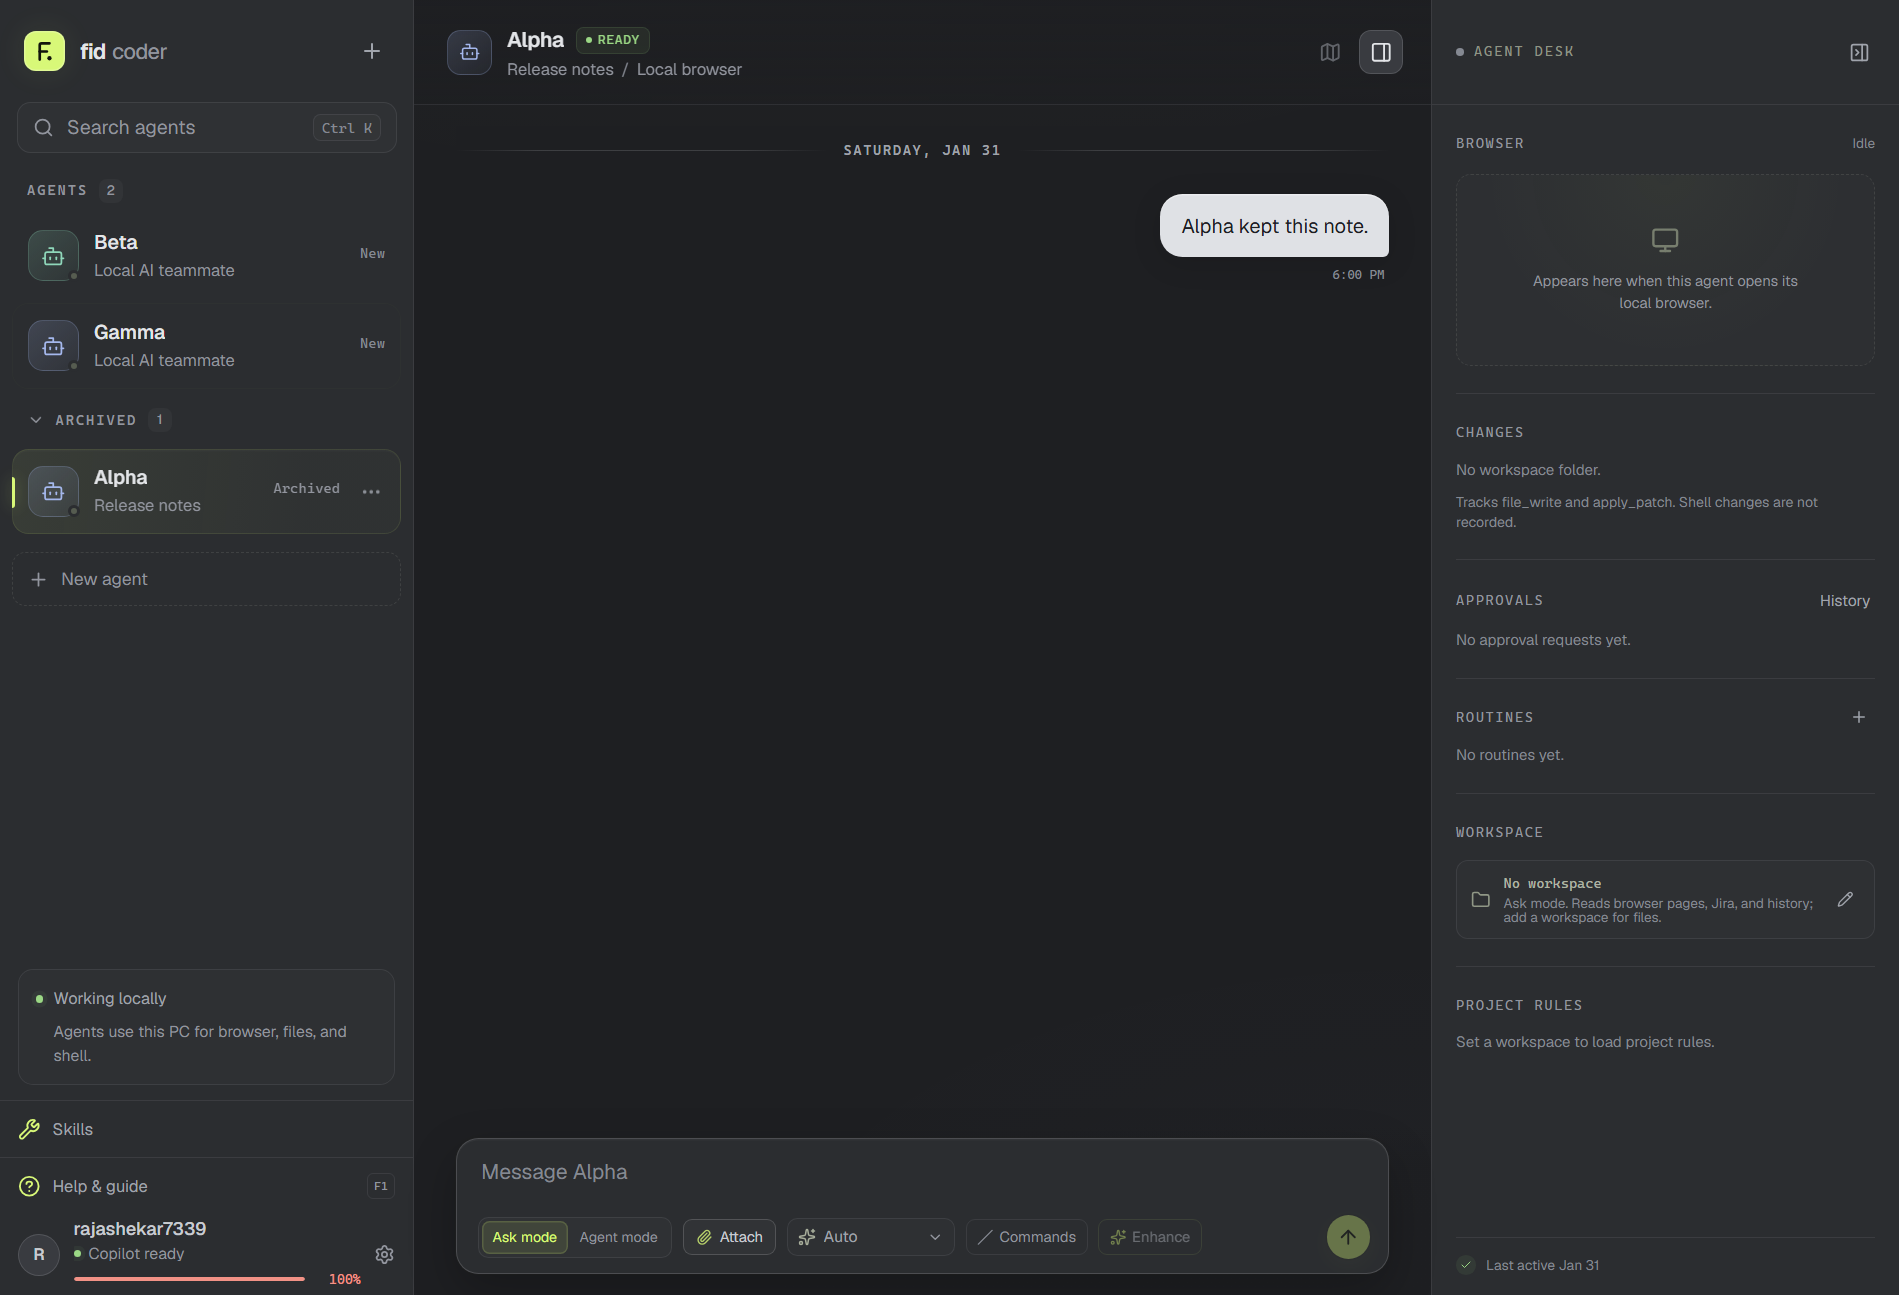 F. fid coder
Search agents Ctrl K
AGENTS 2
Beta
Local AI teammate
New
Gamma
Local AI teammate
New
ARCHIVED 1
Alpha
Release notes
Archived
New agent
Working locally
Agents use this PC for browser, files, and
shell.
Skills
Help & guide F1
R
rajashekar7339
Copilot ready
100%
Alpha READY
Release notes / Local browser
SATURDAY, JAN 31
Alpha kept this note.
6:00 PM
Message Alpha
Ask mode Agent mode Attach Auto Commands Enhance
AGENT DESK
BROWSER Idle
Appears here when this agent opens its
local browser.
CHANGES
No workspace folder.
Tracks file_write and apply_patch. Shell changes are not
recorded.
APPROVALS History
No approval requests yet.
ROUTINES
No routines yet.
WORKSPACE
No workspace
Ask mode. Reads browser pages, Jira, and history;
add a workspace for files.
PROJECT RULES
Set a workspace to load project rules.
Last active Jan 31